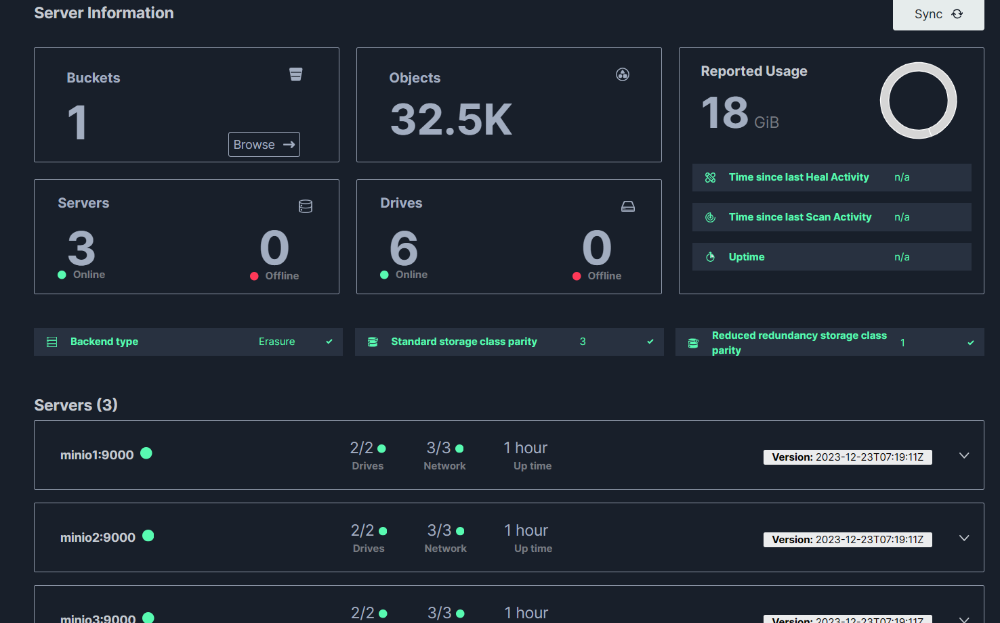 Server Information
Sync
Buckets
1
Browse
Objects
32.5K
Reported Usage
18 GiB
Time since last Heal Activity n/a
Time since last Scan Activity n/a
Uptime n/a
Servers
3
Online
0
Offline
Drives
6
Online
0
Offline
Backend type Erasure
Standard storage class parity 3
Reduced redundancy storage class
parity
1
Servers (3)
minio1:9000
2/2
Drives
3/3
Network
1 hour
Up time
Version: 2023-12-23T07:19:11Z
minio2:9000
2/2
Drives
3/3
Network
1 hour
Up time
Version: 2023-12-23T07:19:11Z
minio3:9000
2/2
3/3
1 hour
Version: 2023-12-23T07:19:11Z